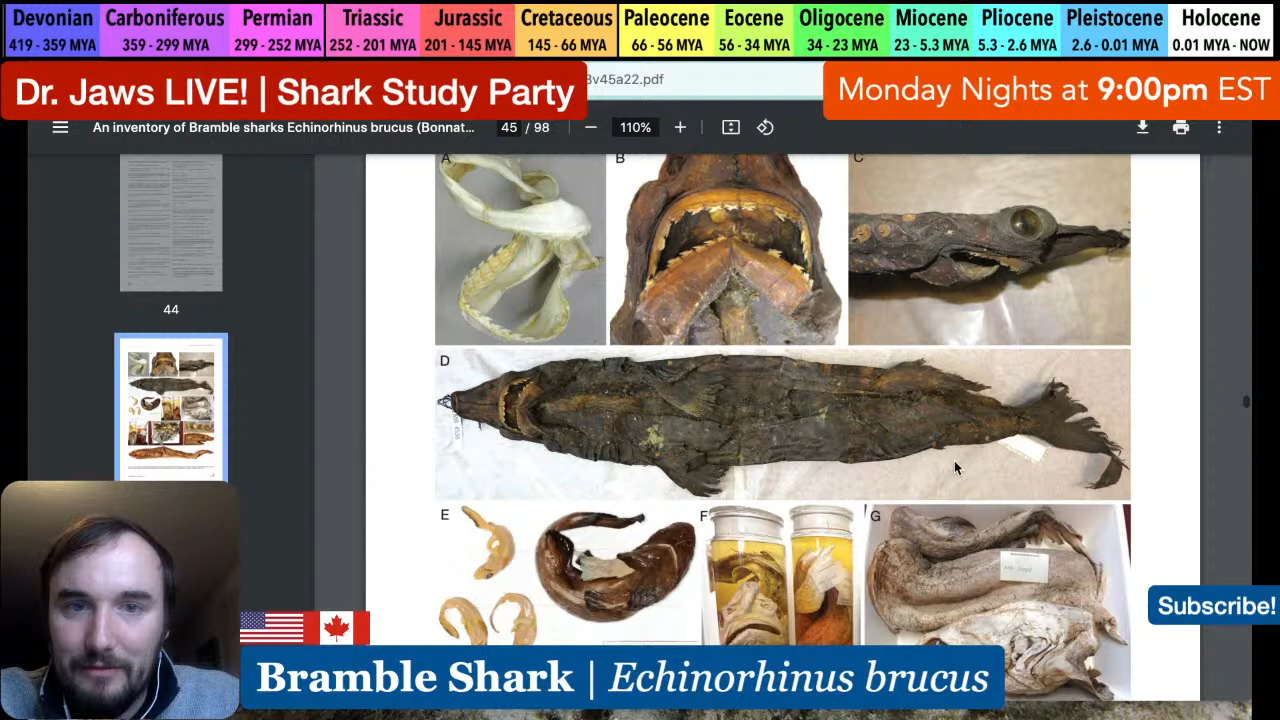 Devonian Carboniferous Permian Triassic Jurassic Cretaceous Paleocene Eocene Oligocene Miocene Pliocene Pleistocene Holocene
419 - 359 MYA 359 - 299 MYA 299 - 252 MYA 252 - 201 MYA 201 - 145 MYA 145 - 66 MYA 66 - 56 MYA 56 - 34 MYA 34 - 23 MYA 23 - 5.3 MYA 5.3 - 2.6 MYA 2.6 - 0.01 MYA 0.01 MYA - NOW
Dr. Jaws LIVE! | Shark Study Party
3v45a22.pdf
Monday Nights at 9:00pm EST
An inventory of Bramble sharks Echinorhinus brucus (Bonnat... 45 / 98 110%
A B C
44
D
E F G
Subscribe!
Bramble Shark | Echinorhinus brucus